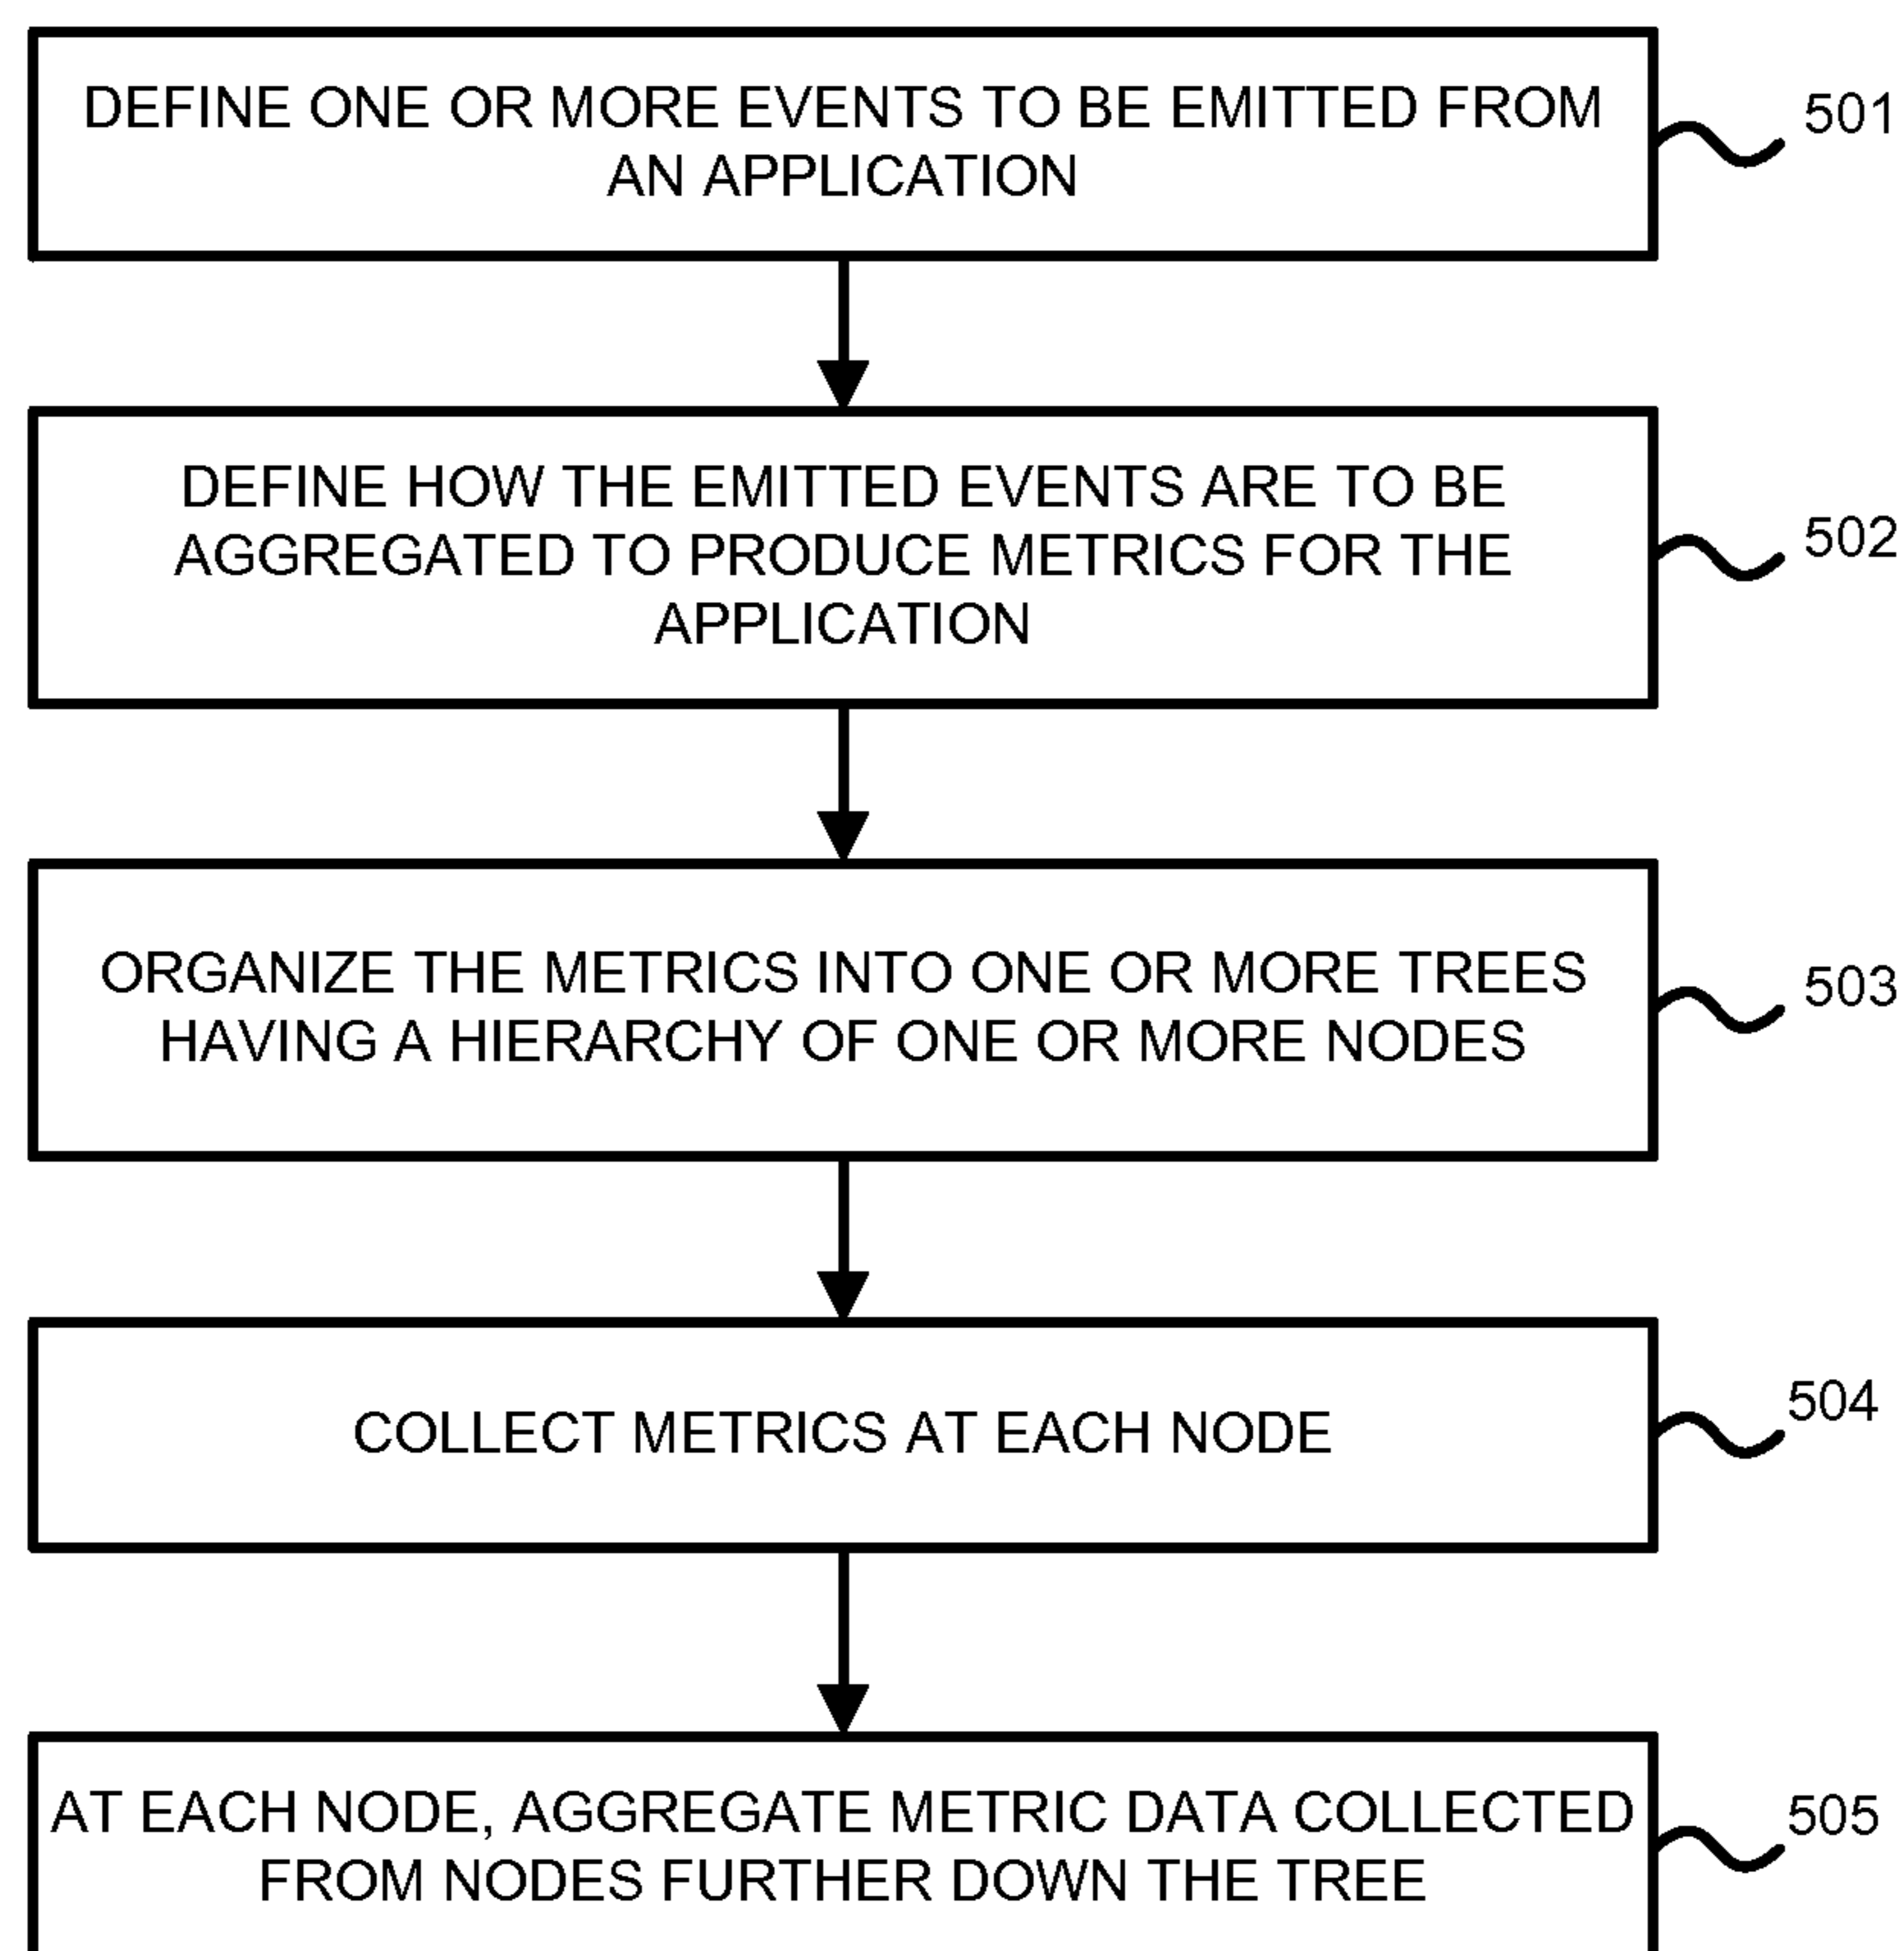 DEFINE ONE OR MORE EVENTS TO BE EMITTED FROM
AN APPLICATION
501
DEFINE HOW THE EMITTED EVENTS ARE TO BE
AGGREGATED TO PRODUCE METRICS FOR THE
APPLICATION
502
ORGANIZE THE METRICS INTO ONE OR MORE TREES
HAVING A HIERARCHY OF ONE OR MORE NODES
503
COLLECT METRICS AT EACH NODE
504
AT EACH NODE, AGGREGATE METRIC DATA COLLECTED
FROM NODES FURTHER DOWN THE TREE
505